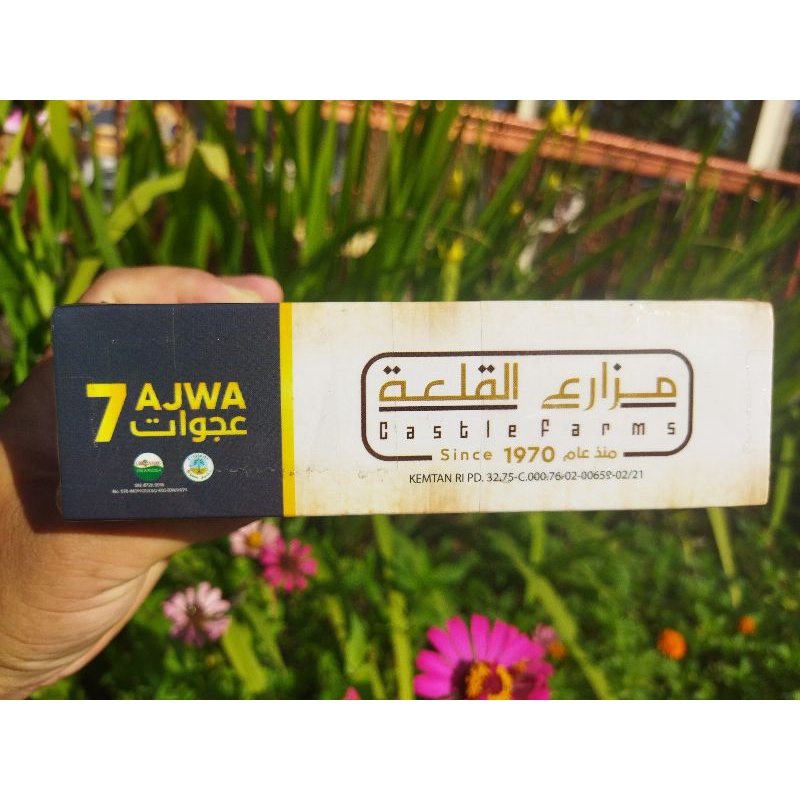 7 AJWA
عجوات
مزارع القلعة
Castle Farms
Since 1970 منذ عام
KEMTAN RI PD. 32.75-C.000.76-02-00659-02/21